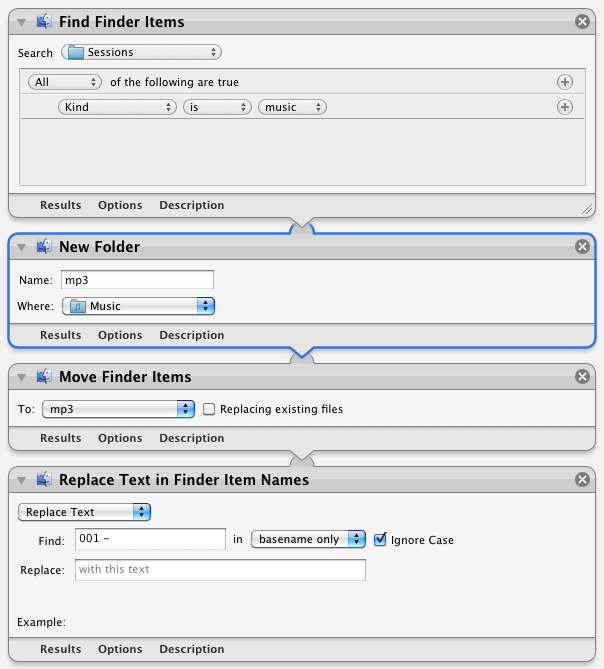 Find Finder Items
Search Sessions
All of the following are true
Kind is music
Results Options Description
New Folder
Name: mp3
Where: Music
Results Options Description
Move Finder Items
To: mp3 Replacing existing files
Results Options Description
Replace Text in Finder Item Names
Replace Text
Find: 001 – in basename only Ignore Case
Replace: with this text
Example:
Results Options Description